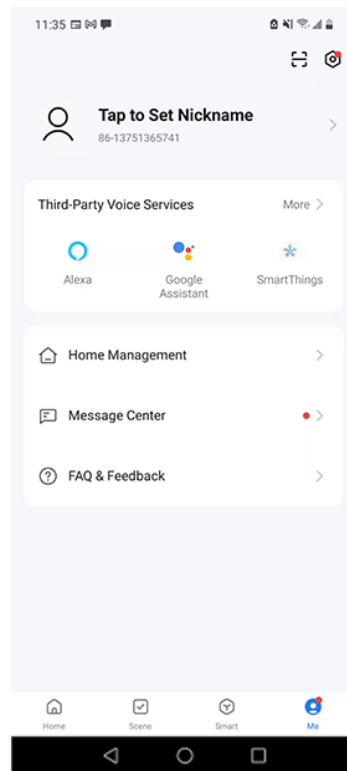 11:35
Tap to Set Nickname
86-13751365741
Third-Party Voice Services
More
Alexa
Google
Assistant
SmartThings
Home Management
Message Center
FAQ & Feedback
Home
Scene
Smart
Me